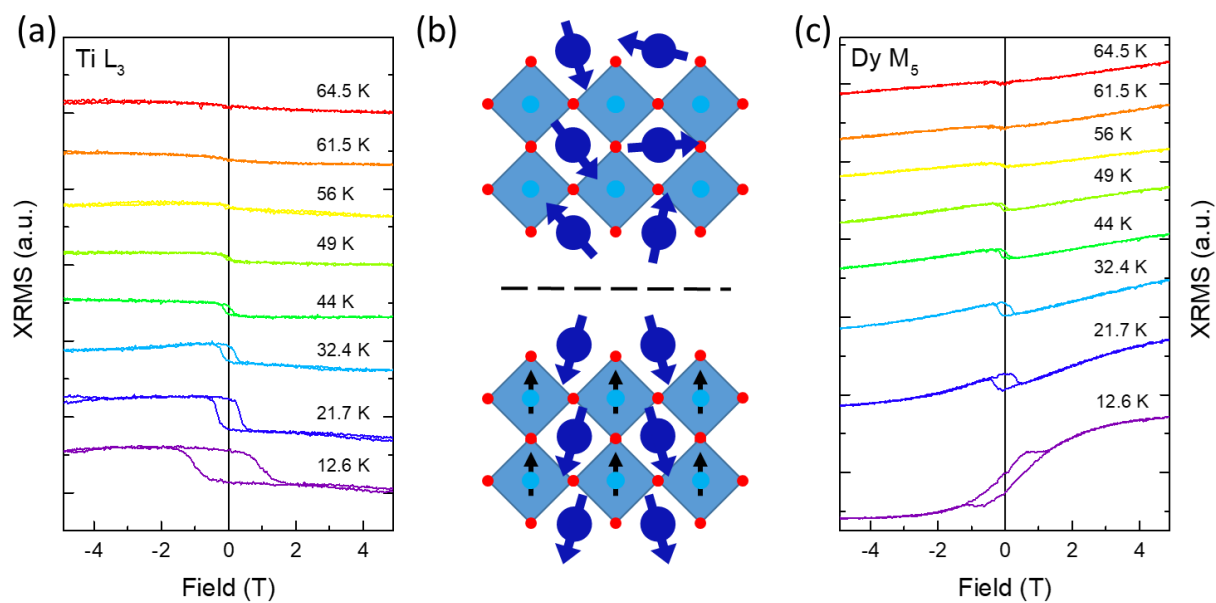 (a)
Ti L3
64.5 K
61.5 K
56 K
49 K
44 K
32.4 K
21.7 K
12.6 K
XRMS (a.u.)
-4 -2 0 2 4
Field (T)
(b)
(c)
Dy M5
64.5 K
61.5 K
56 K
49 K
44 K
32.4 K
21.7 K
12.6 K
XRMS (a.u.)
-4 -2 0 2 4
Field (T)